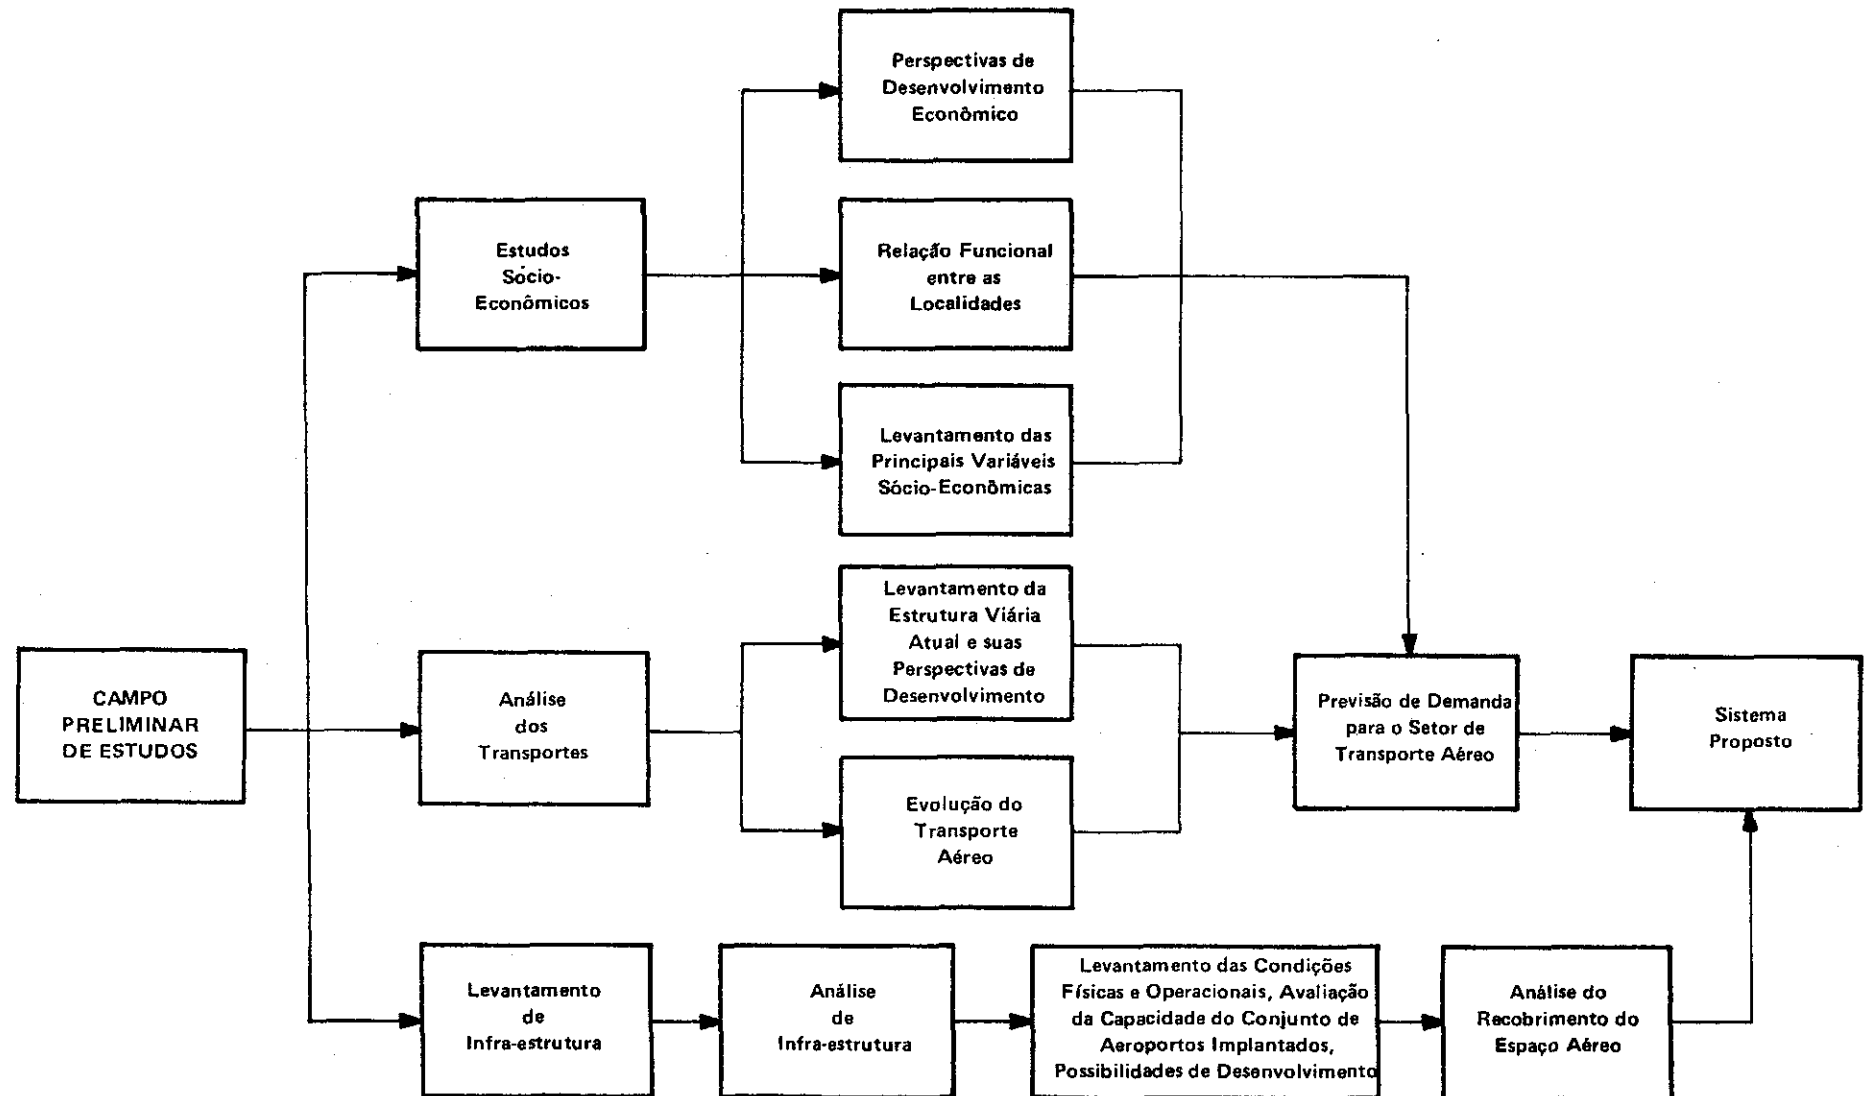 Perspectivas de
Desenvolvimento
Econômico
Estudos
Sócio-
Econômicos
Relação Funcional
entre as
Localidades
Levantamento das
Principais Variáveis
Sócio-Econômicas
CAMPO
PRELIMINAR
DE ESTUDOS
Análise
dos
Transportes
Levantamento da
Estrutura Viária
Atual e suas
Perspectivas de
Desenvolvimento
Evolução do
Transporte
Aéreo
Previsão de Demanda
para o Setor de
Transporte Aéreo
Sistema
Proposto
Levantamento
de
Infra-estrutura
Análise
de
Infra-estrutura
Levantamento das Condições
Físicas e Operacionais, Avaliação
da Capacidade do Conjunto de
Aeroportos Implantados,
Possibilidades de Desenvolvimento
Análise do
Recobrimento do
Espaço Aéreo